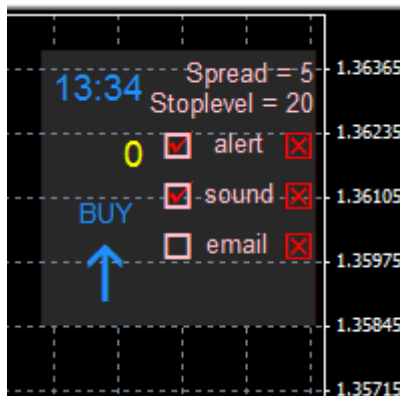 Spread = 5
13:34
Stoplevel = 20
0
alert
BUY
sound
email
1.36365
1.36235
1.36105
1.35975
1.35845
1.35715